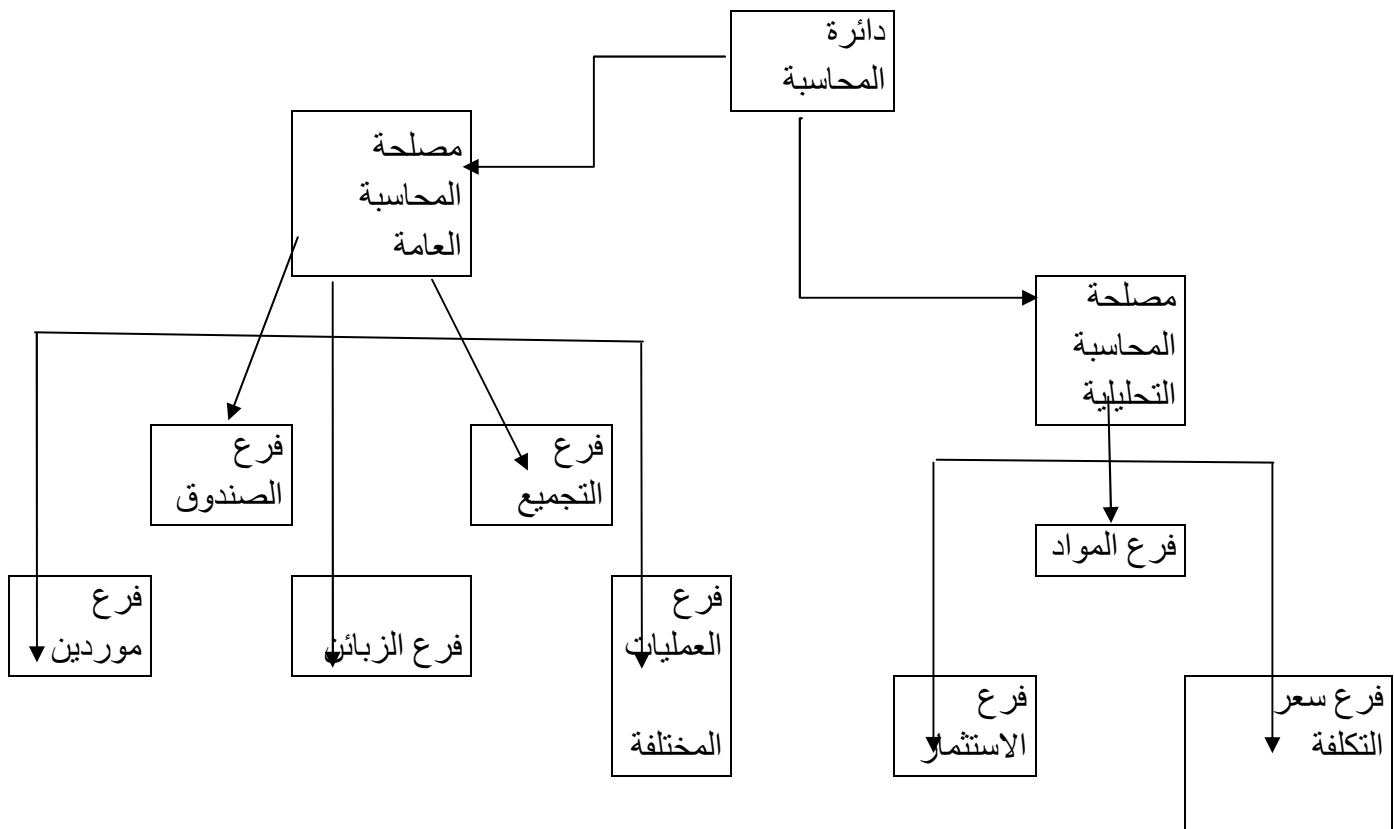 دائرة
المحاسبة
مصلحة
المحاسبة
العامة
مصلحة
المحاسبة
التحليلية
فرع
التجميع
فرع
الصندوق
فرع المواد
فرع
العمليات
المختلفة
فرع الزبائن
فرع
موردين
فرع سعر
التكلفة
فرع
الاستثمار